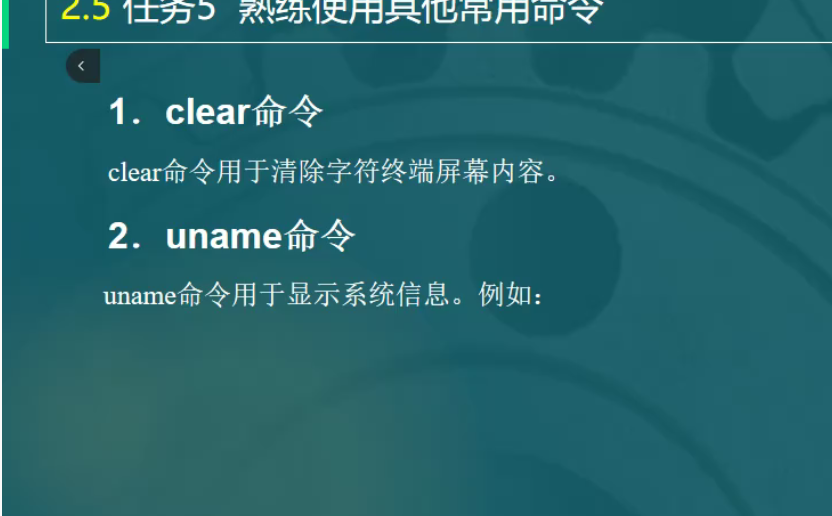 2.5 任务5 熟练使用其他常用命令
1．clear命令
clear命令用于清除字符终端屏幕内容。
2．uname命令
uname命令用于显示系统信息。例如：